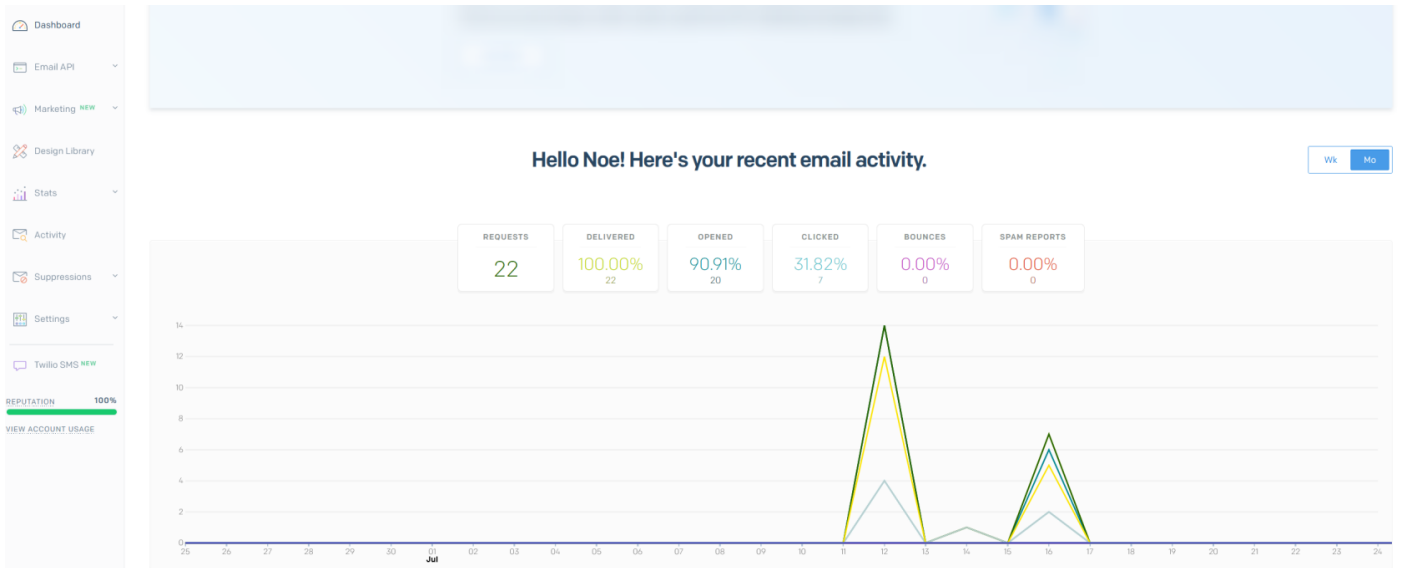 Dashboard
Email API
Marketing NEW
Design Library
Stats
Activity
Suppressions
Settings
Twilio SMS NEW
REPUTATION 100%
VIEW ACCOUNT USAGE
Hello Noe! Here's your recent email activity.
Wk Mo
REQUESTS DELIVERED OPENED CLICKED BOUNCES SPAM REPORTS
22 100.00% 90.91% 31.82% 0.00% 0.00%
22 20 7 0 0
14
12
10
8
6
4
2
0
25 26 27 28 29 30 01 02 03 04 05 06 07 08 09 10 11 12 13 14 15 16 17 18 19 20 21 22 23 24
Jul